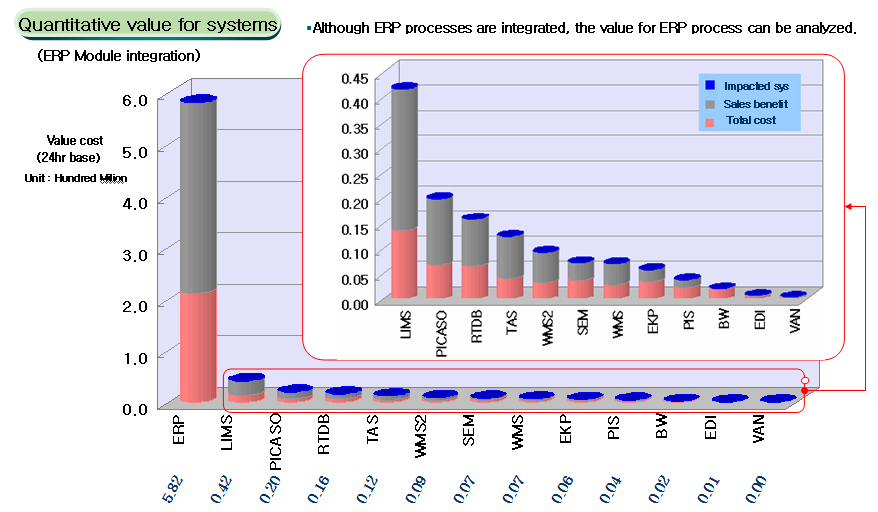 Quantitative value for systems
▪Although ERP processes are integrated, the value for ERP process can be analyzed.
(ERP Module integration)
Value cost
(24hr base)
Unit : Hundred Milion
6.0
5.0
4.0
3.0
2.0
1.0
0.0
0.45
0.40
0.35
0.30
0.25
0.20
0.15
0.10
0.05
0.00
Impacted sys
Sales benefit
Total cost
LIMS
PICASO
RTDB
TAS
WMS2
SEM
WMS
EKP
PIS
BW
EDI
VAN
ERP
LIMS
PICASO
RTDB
TAS
WMS2
SEM
WMS
EKP
PIS
BW
EDI
VAN
5.82
0.42
0.20
0.16
0.12
0.09
0.07
0.07
0.06
0.04
0.02
0.01
0.00